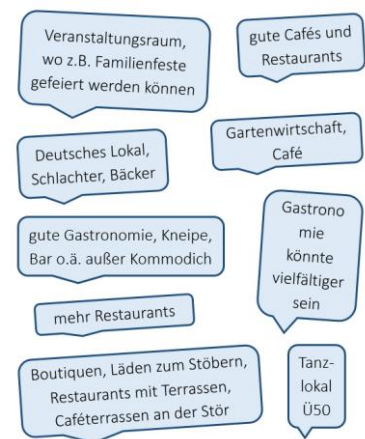 Veranstaltungsraum,
wo z.B. Familienfeste
gefeiert werden können
gute Cafés und
Restaurants
Deutsches Lokal,
Schlachter, Bäcker
Gartenwirtschaft,
Café
gute Gastronomie, Kneipe,
Bar o.ä. außer Kommodich
Gastrono
mie
könnte
vielfältiger
sein
mehr Restaurants
Boutiquen, Läden zum Stöbern,
Restaurants mit Terrassen,
Caféterrassen an der Stör
Tanz-
lokal
Ü50